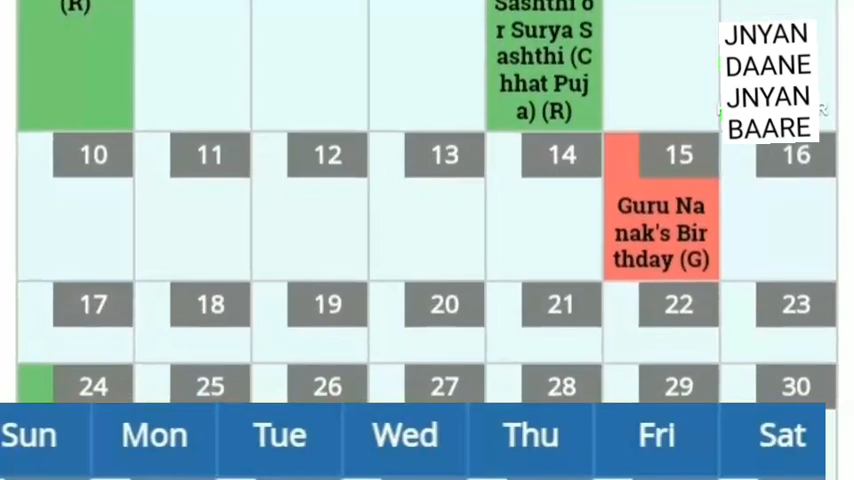 (R)
Sashthi o
r Surya S
ashthi (C
hhat Puj
a) (R)
JNYAN
DAANE
JNYAN
BAARE
10 11 12 13 14 15 16
Guru Na
nak's Bir
thday (G)
17 18 19 20 21 22 23
24 25 26 27 28 29 30
Sun Mon Tue Wed Thu Fri Sat